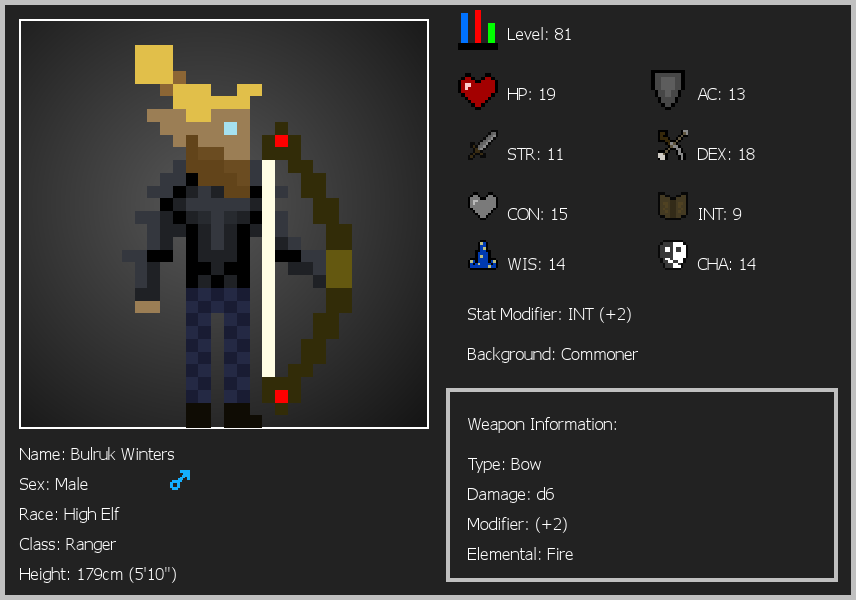 Level: 81
HP: 19
AC: 13
STR: 11
DEX: 18
CON: 15
INT: 9
WIS: 14
CHA: 14
Stat Modifier: INT (+2)
Background: Commoner
Name: Bulruk Winters
Sex: Male
Race: High Elf
Class: Ranger
Height: 179cm (5'10")
Weapon Information:
Type: Bow
Damage: d6
Modifier: (+2)
Elemental: Fire